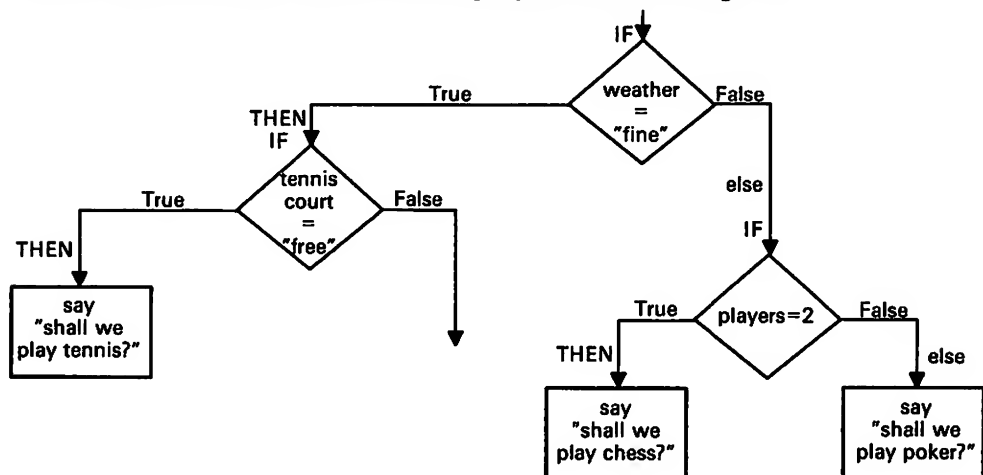 IF
weather
=
"fine"
True
False
THEN
IF
tennis
court
=
"free"
else
IF
True
False
THEN
say
"shall we
play tennis?"
players=2
True
False
THEN
else
say
"shall we
play chess?"
say
"shall we
play poker?"